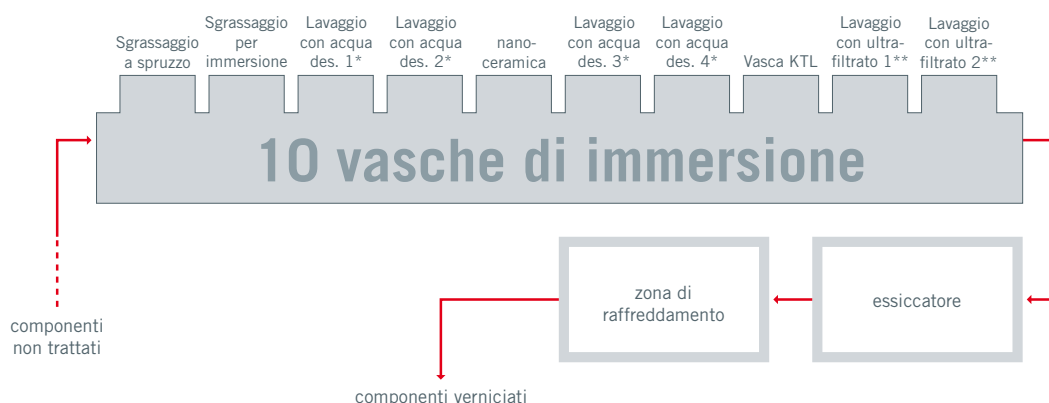 Sgrassaggio
a spruzzo
Sgrassaggio
per
immersione
Lavaggio
con acqua
des. 1*
Lavaggio
con acqua
des. 2*
nano-
ceramica
Lavaggio
con acqua
des. 3*
Lavaggio
con acqua
des. 4*
Vasca KTL
Lavaggio
con ultra-
filtrato 1**
Lavaggio
con ultra-
filtrato 2**
10 vasche di immersione
componenti
non trattati
zona di
raffreddamento
essiccatore
componenti verniciati